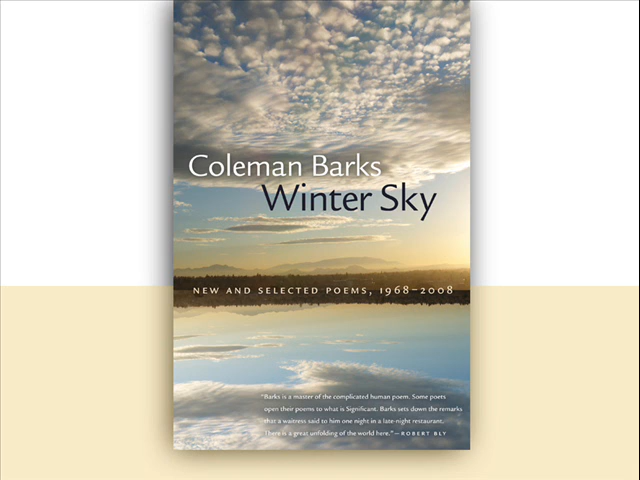 Coleman Barks
Winter Sky
NEW AND SELECTED POEMS, 1968–2008
"Barks is a master of the complicated human poem. Some poets
open their poems to what is Significant. Barks sets down the remarks
that a waitress said to him one night in a late-night restaurant.
There is a great unfolding of the world here."—ROBERT BLY